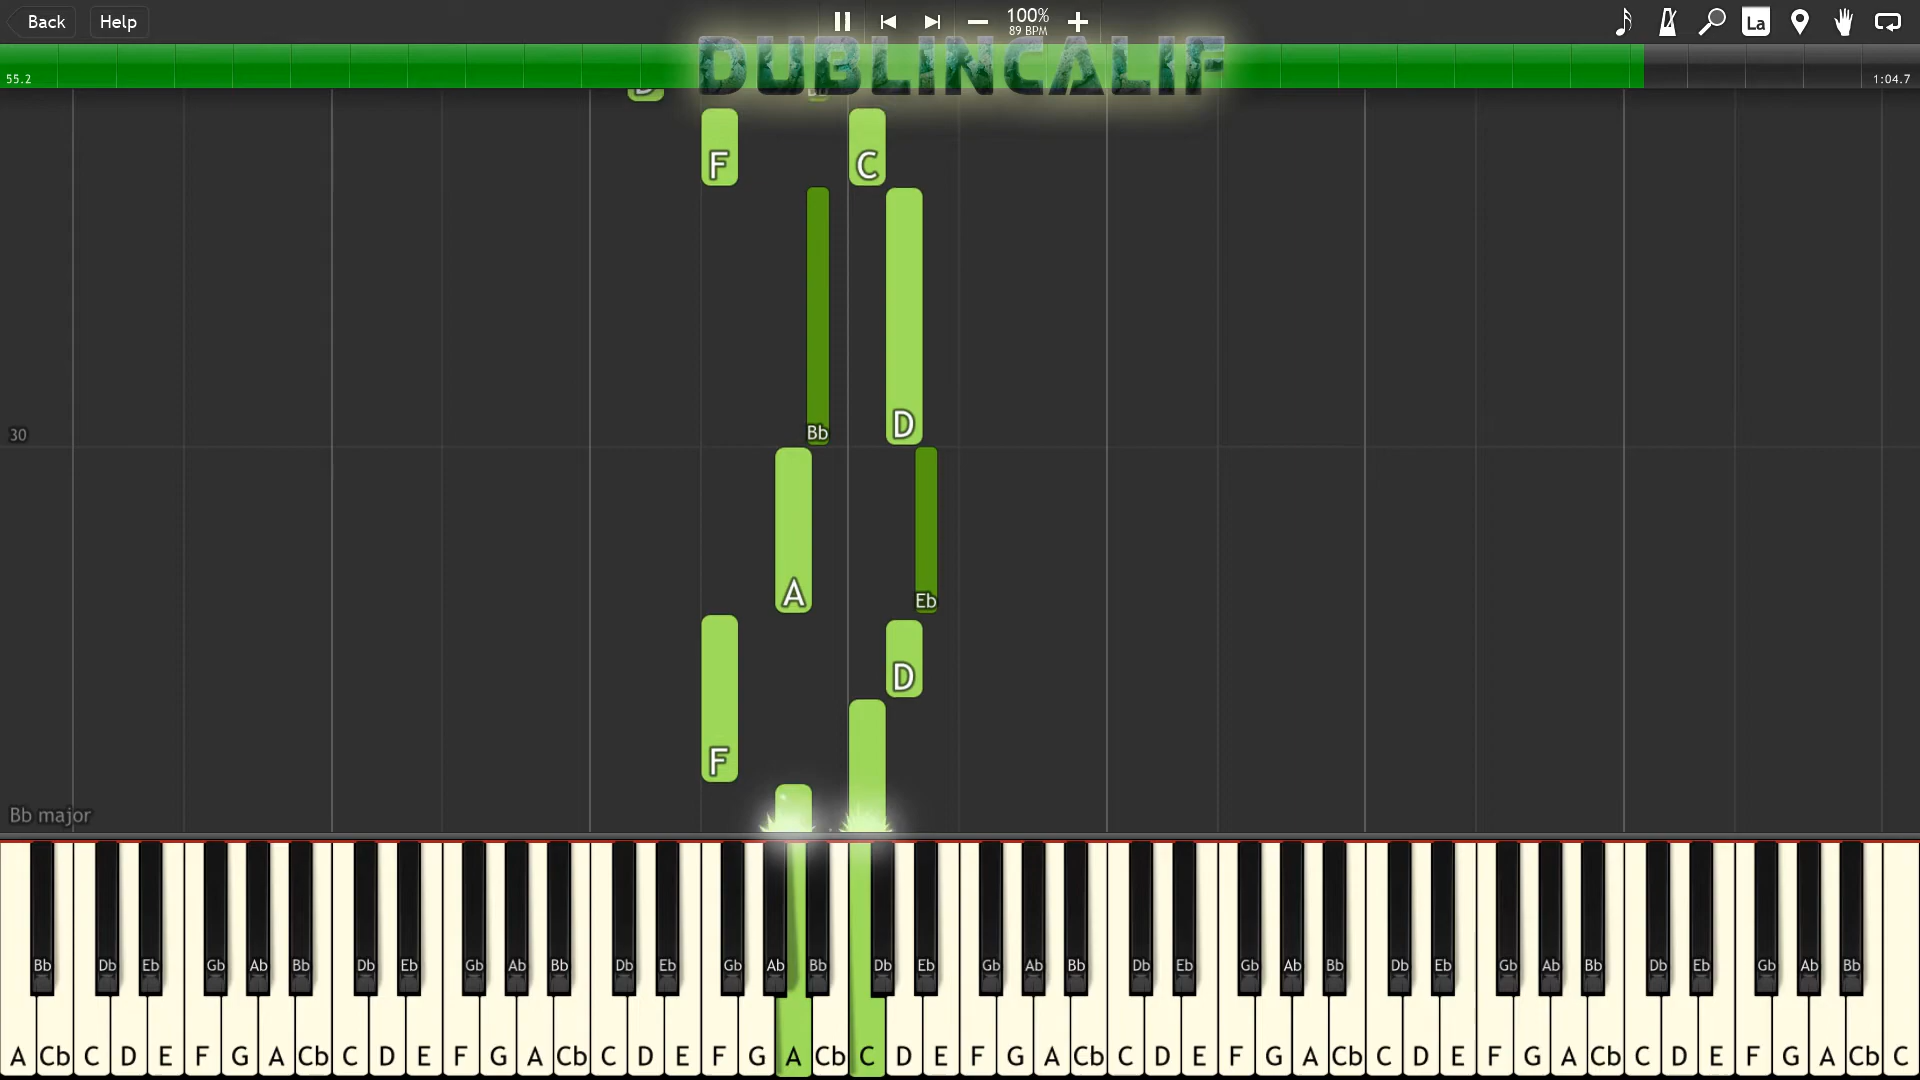 Back Help 100% La
89 BPM
DUBLINCALIF
55.2 1:04.7
D Bb
F C
Bb D
30
A Eb
F D
Bb major
Bb Db Eb Gb Ab Bb Db Eb Gb Ab Bb Db Eb Gb Ab Bb Db Eb Gb Ab Bb Db Eb Gb Ab Bb Db Eb Gb Ab Bb Db Eb Gb Ab Bb
A Cb C D E F G A Cb C D E F G A Cb C D E F G A Cb C D E F G A Cb C D E F G A Cb C D E F G A Cb C D E F G A Cb C